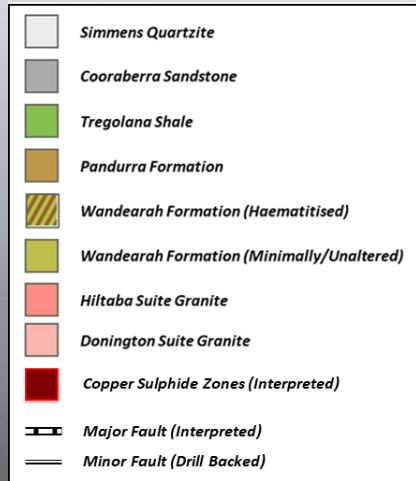 Simmens Quartzite
Cooraberra Sandstone
Tregolana Shale
Pandurra Formation
Wandearah Formation (Haematitised)
Wandearah Formation (Minimally/Unaltered)
Hiltaba Suite Granite
Donington Suite Granite
Copper Sulphide Zones (Interpreted)
Major Fault (Interpreted)
Minor Fault (Drill Backed)